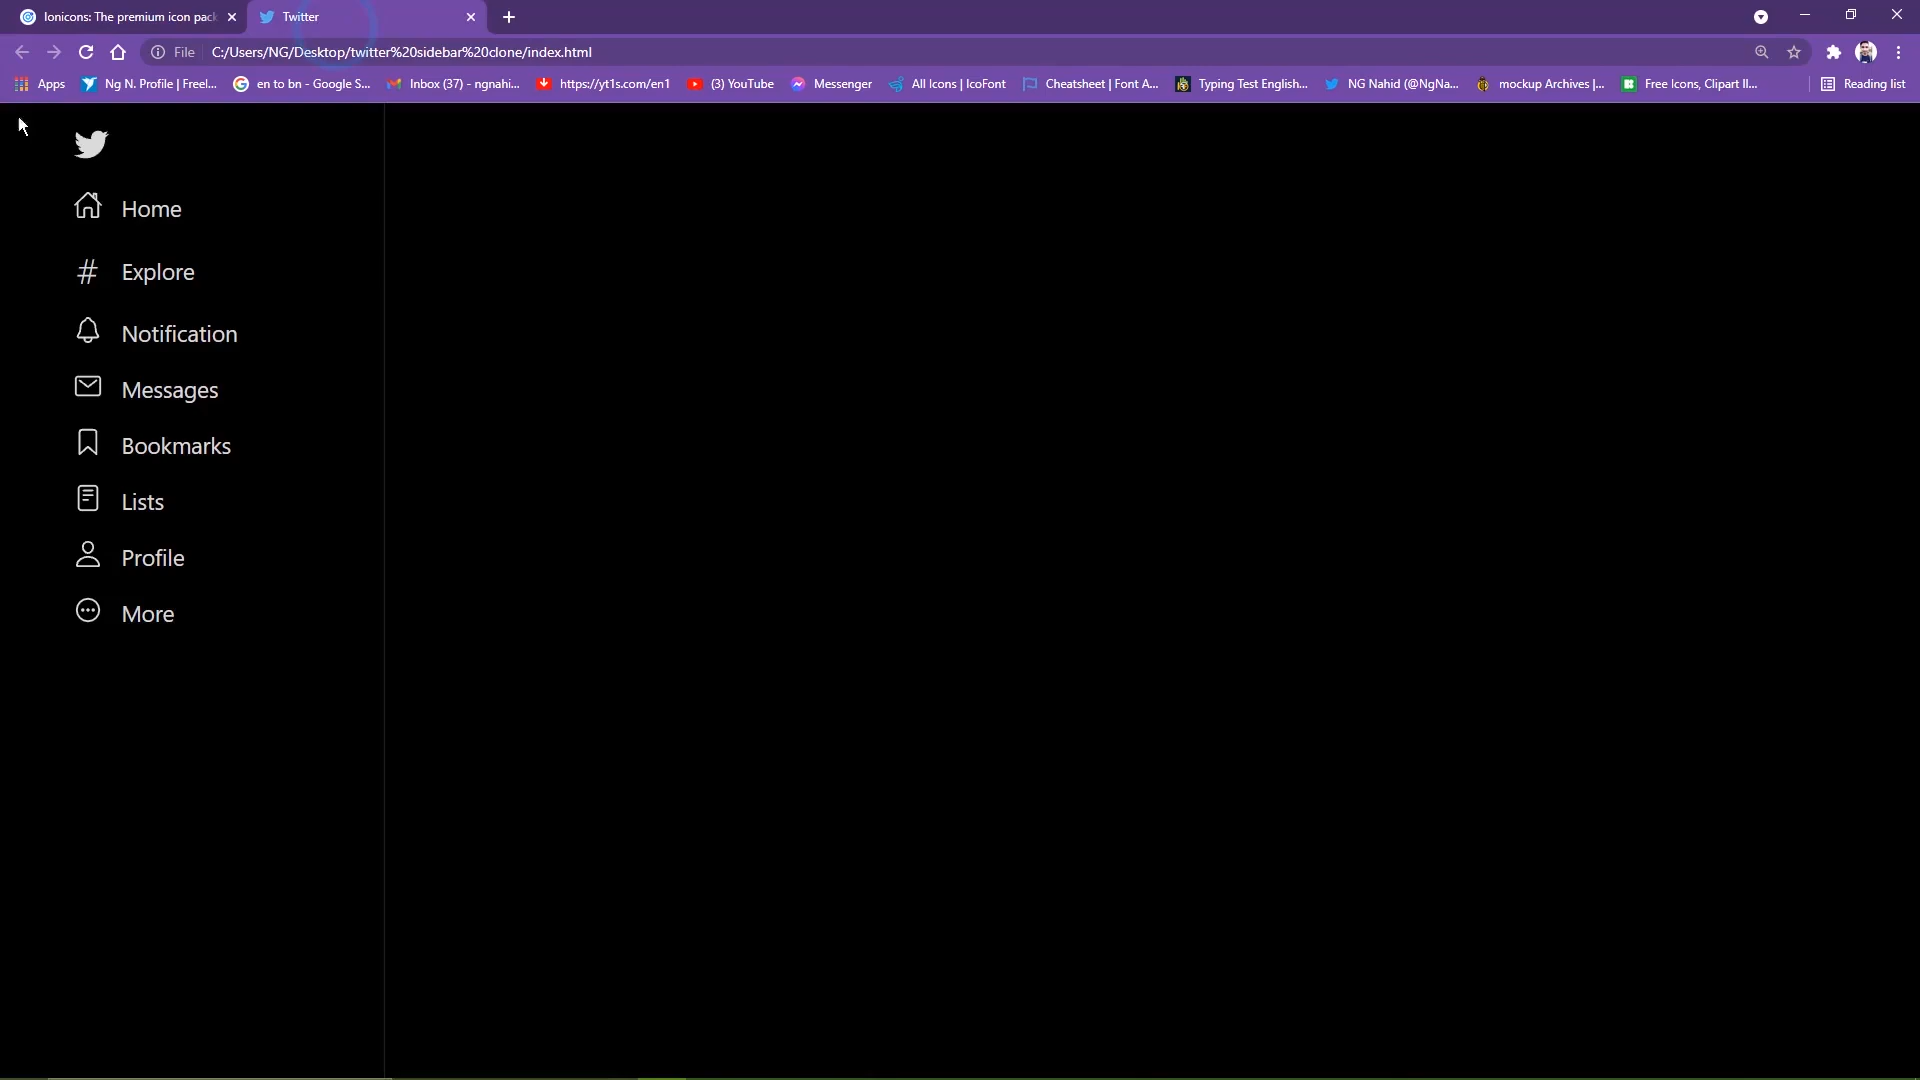 Ionicons: The premium icon pack
Twitter
File
C:/Users/NG/Desktop/twitter%20sidebar%20clone/index.html
Apps
Ng N. Profile | Freel...
en to bn - Google S...
Inbox (37) - ngnahi...
https://yt1s.com/en1
(3) YouTube
Messenger
All Icons | IcoFont
Cheatsheet | Font A...
Typing Test English...
NG Nahid (@NgNa...
mockup Archives |...
Free Icons, Clipart Il...
Reading list
Home
# Explore
Notification
Messages
Bookmarks
Lists
Profile
More